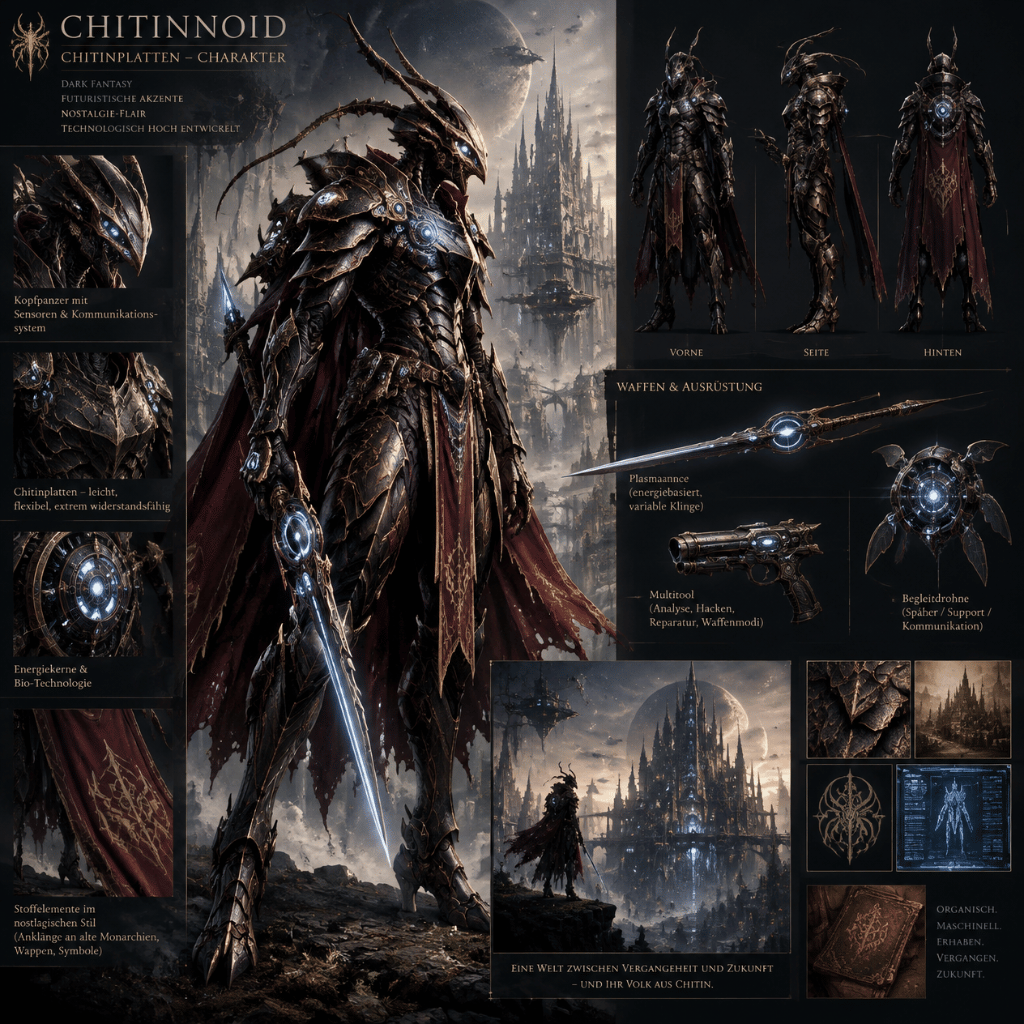 CHITINNOID
CHITINPLATTEN – CHARAKTER
DARK FANTASY
FUTURISTISCHE AKZENTE
NOSTALGIE-FLAIR
TECHNOLOGISCH HOCH ENTWICKELT
Kopfpanzer mit
Sensoren & Kommunikations-
system
Chitinplatten – leicht,
flexibel, extrem widerstandsfähig
Energiekerne &
Bio-Technologie
Stoffelemente im
nostlagischen Stil
(Anklänge an alte Monarchien,
Wappen, Symbole)
VORNE
SEITE
HINTEN
WAFFEN & AUSRÜSTUNG
Plasmaannce
(energiebasiert,
variable Klinge)
Multitool
(Analyse, Hacken,
Reparatur, Waffenmodi)
Begleitdrohne
(Späher / Support /
Kommunikation)
EINE WELT ZWISCHEN VERGANGEHEIT UND ZUKUNFT
– UND IHR VOLK AUS CHITIN.
ORGANISCH.
MASCHINELL.
ERHABEN.
VERGANGEN.
ZUKUNFT.